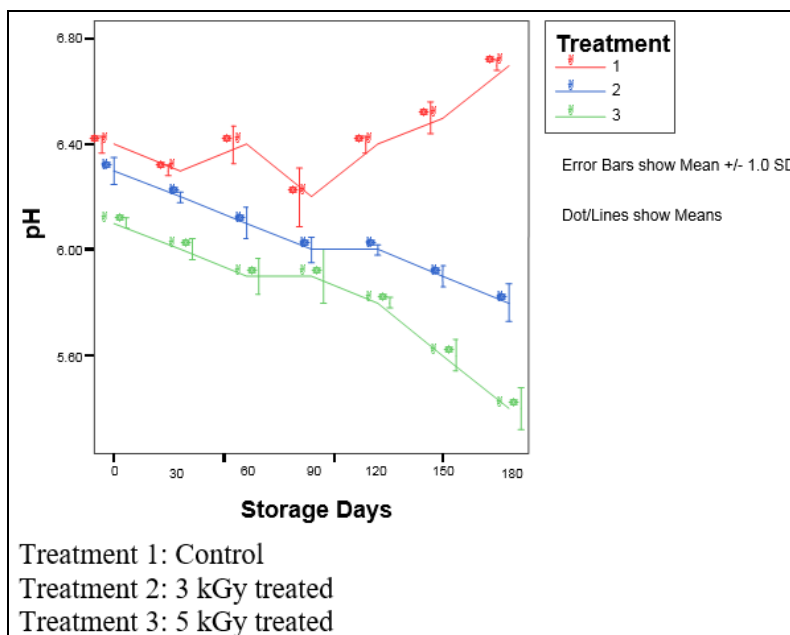 6.80
6.40
6.00
5.60
pH
0 30 60 90 120 150 180
Storage Days
Treatment
1
2
3
Error Bars show Mean +/- 1.0 SD
Dot/Lines show Means
Treatment 1: Control
Treatment 2: 3 kGy treated
Treatment 3: 5 kGy treated